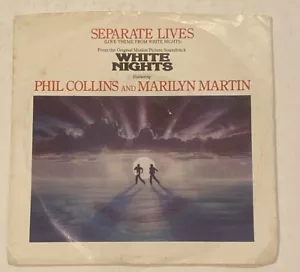 SEPARATE LIVES
(LOVE THEME FROM WHITE NIGHTS)
From the Original Motion Picture Soundtrack
WHITE
NIGHTS
featuring
PHIL COLLINS AND MARILYN MARTIN